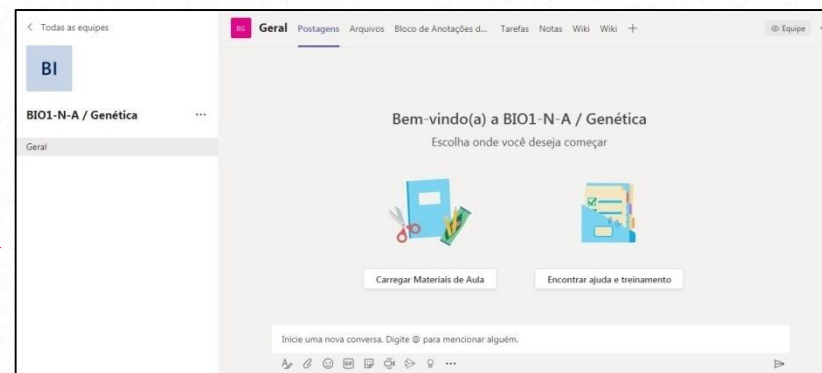 Todas as equipes
BG Geral Postagens Arquivos Bloco de Anotações d... Tarefas Notas Wiki Wiki Equipe
BI
BIO1-N-A / Genética
Geral
Bem-vindo(a) a BIO1-N-A / Genética
Escolha onde você deseja começar
Carregar Materiais de Aula
Encontrar ajuda e treinamento
Inicie uma nova conversa. Digite @ para mencionar alguém.
GIF